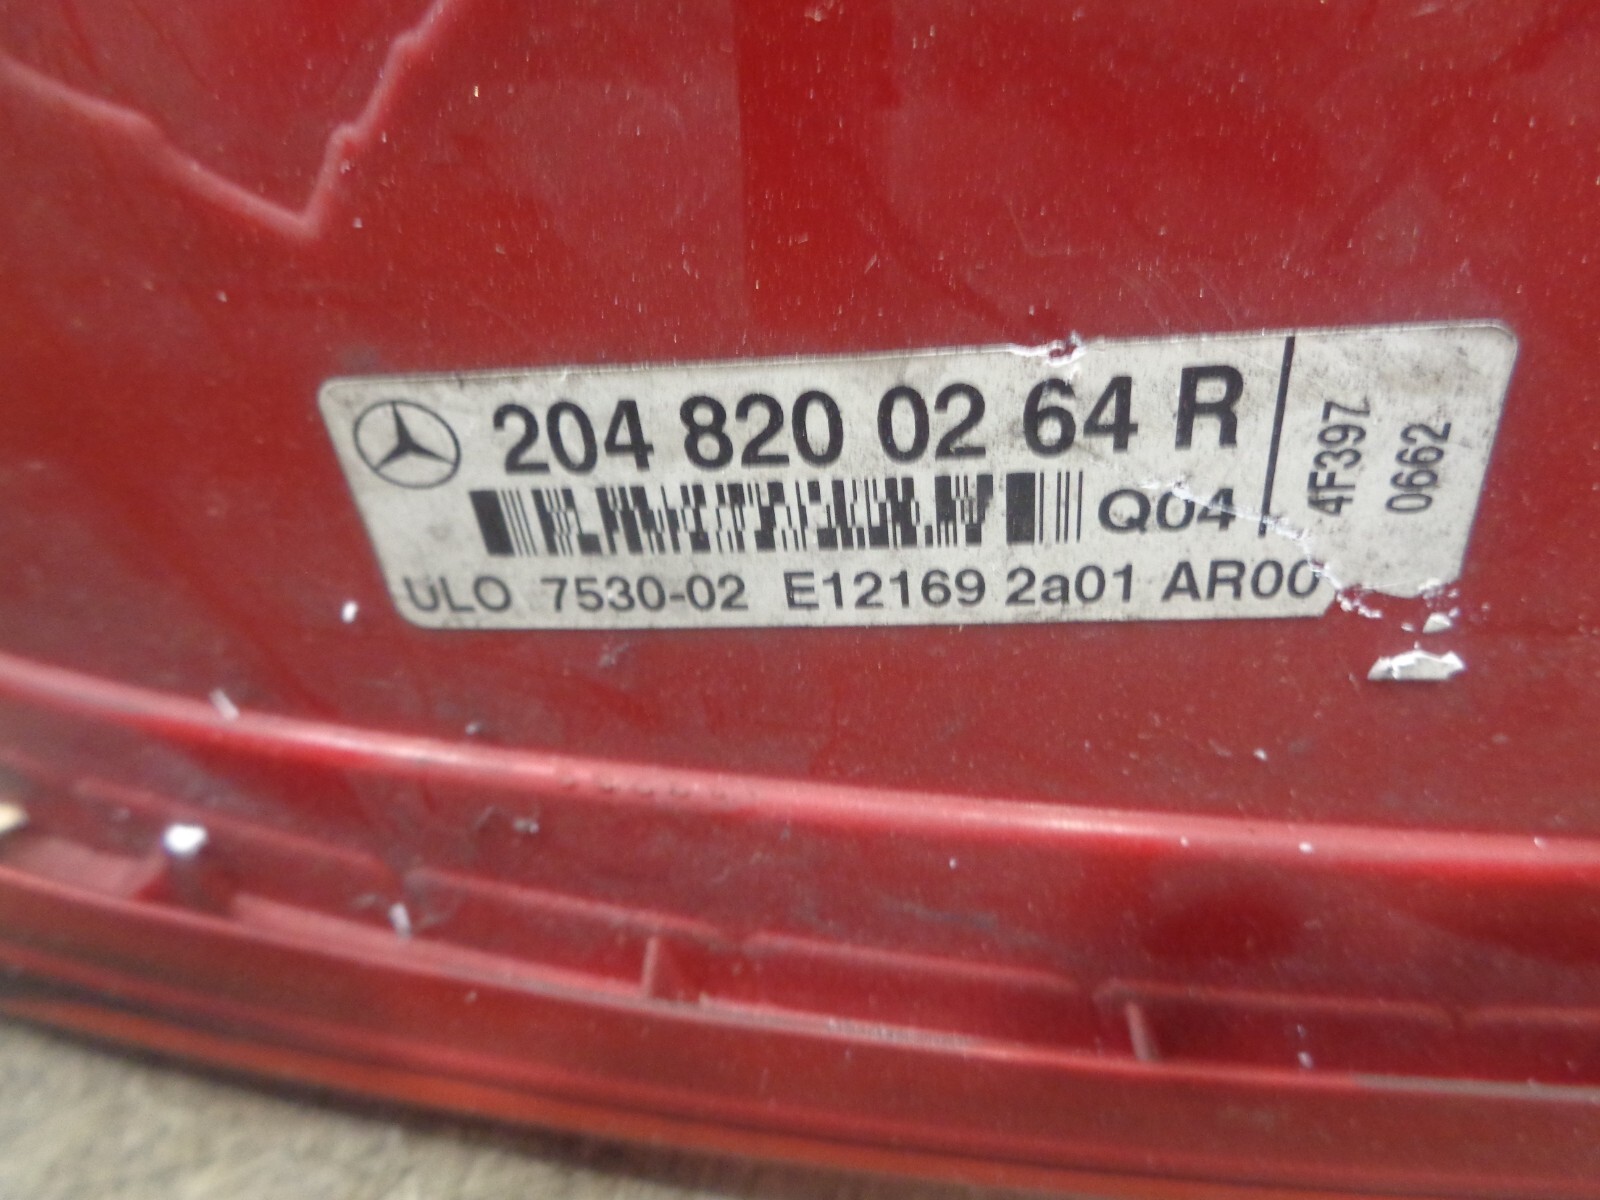 204 820 02 64 R
Q04
ULO 7530-02 E12169 2a01 AR00
4F397
0662